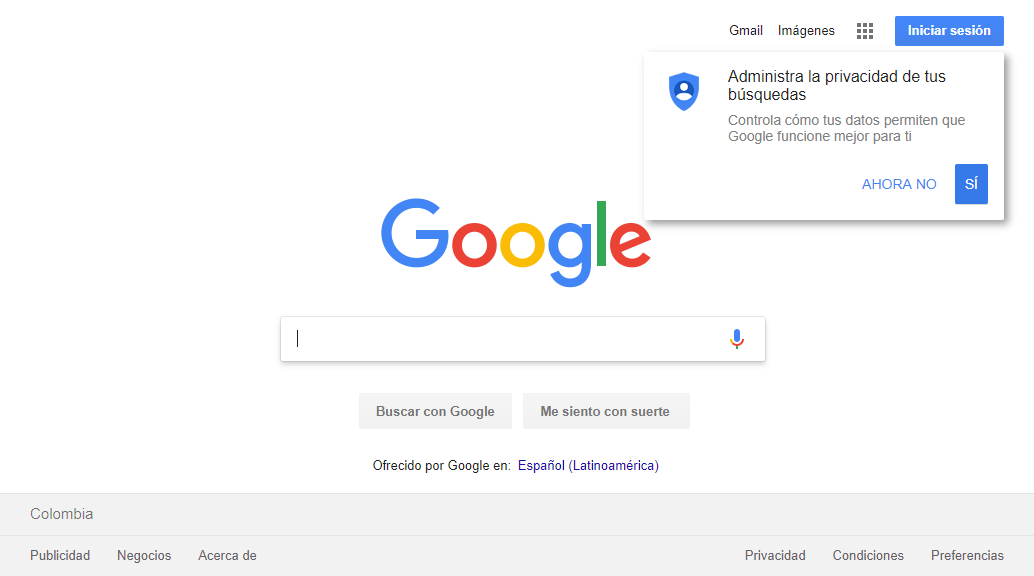 Gmail Imágenes Iniciar sesión
Administra la privacidad de tus
búsquedas
Controla cómo tus datos permiten que
Google funcione mejor para ti
AHORA NO SÍ
Google
Buscar con Google Me siento con suerte
Ofrecido por Google en: Español (Latinoamérica)
Colombia
Publicidad Negocios Acerca de Privacidad Condiciones Preferencias